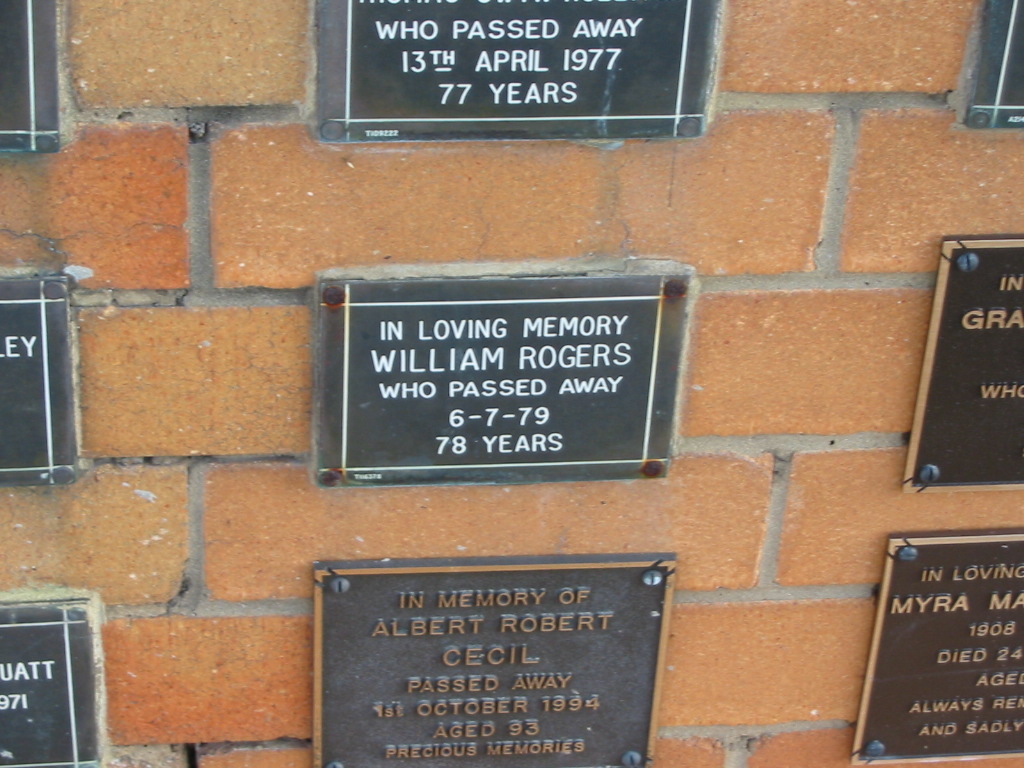 WHO PASSED AWAY
13TH APRIL 1977
77 YEARS
T109222
LEY
IN LOVING MEMORY
WILLIAM ROGERS
WHO PASSED AWAY
6-7-79
78 YEARS
IN
GRA
WHO
UATT
971
IN MEMORY OF
ALBERT ROBERT
CECIL
PASSED AWAY
1st OCTOBER 1994
AGED 93
PRECIOUS MEMORIES
IN LOVING
MYRA MA
1908
DIED 24
AGED
ALWAYS REM
AND SADLY